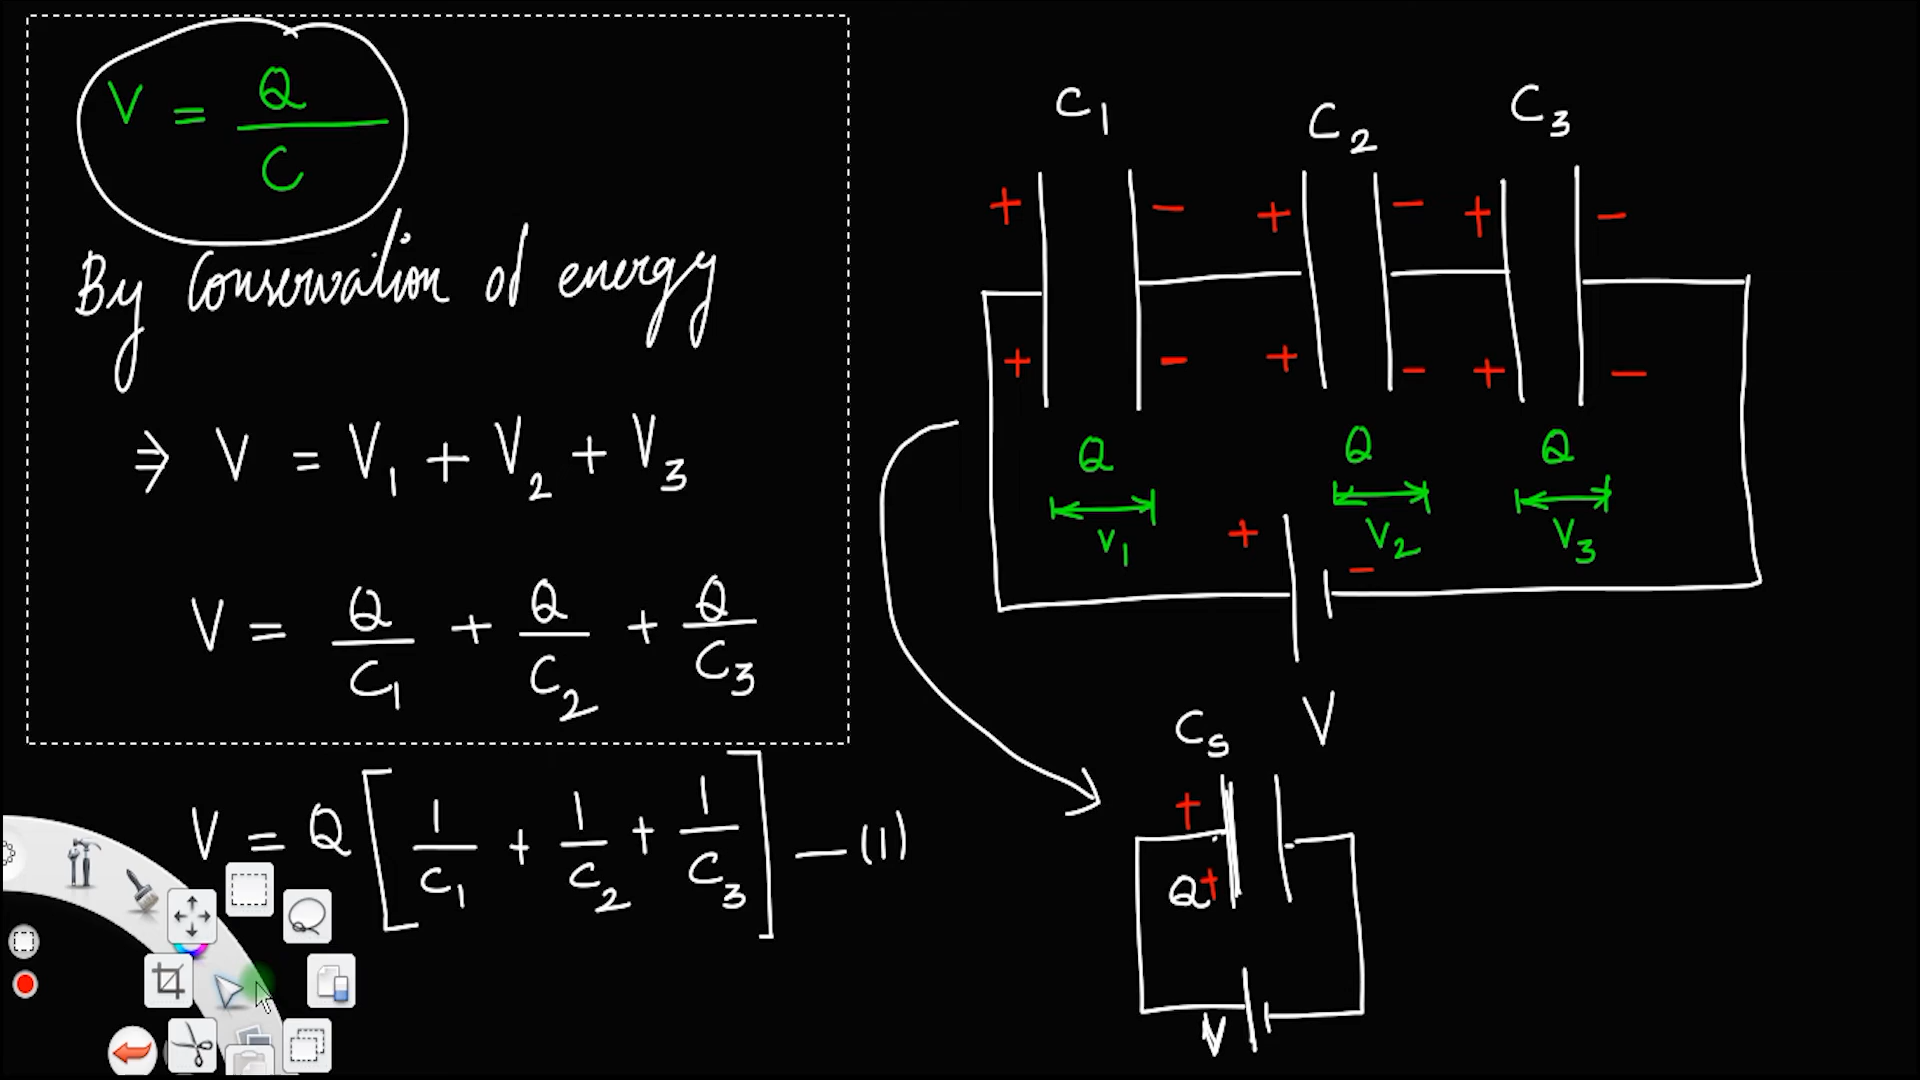 V = Q / C
By Conservation of energy
⇒ V = V₁ + V₂ + V₃
V = Q/C₁ + Q/C₂ + Q/C₃
V = Q [ 1/C₁ + 1/C₂ + 1/C₃ ] — (1)
C₁ C₂ C₃
+ - + - + -
+ - + - + -
Q Q Q
V₁ V₂ V₃
+ -
V
Cs
+
Q+
V